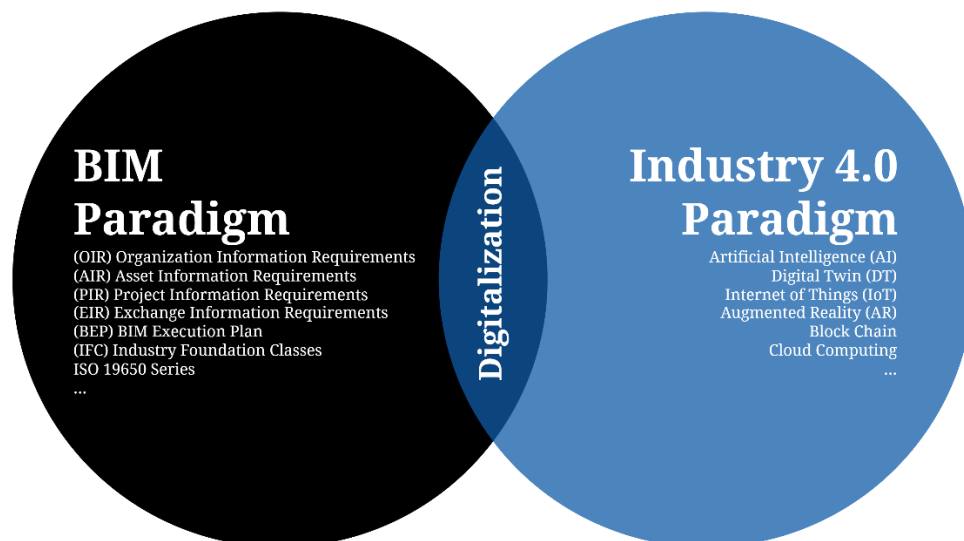 BIM
Paradigm
(OIR) Organization Information Requirements
(AIR) Asset Information Requirements
(PIR) Project Information Requirements
(EIR) Exchange Information Requirements
(BEP) BIM Execution Plan
(IFC) Industry Foundation Classes
ISO 19650 Series
...
Digitalization
Industry 4.0
Paradigm
Artificial Intelligence (AI)
Digital Twin (DT)
Internet of Things (IoT)
Augmented Reality (AR)
Block Chain
Cloud Computing
...